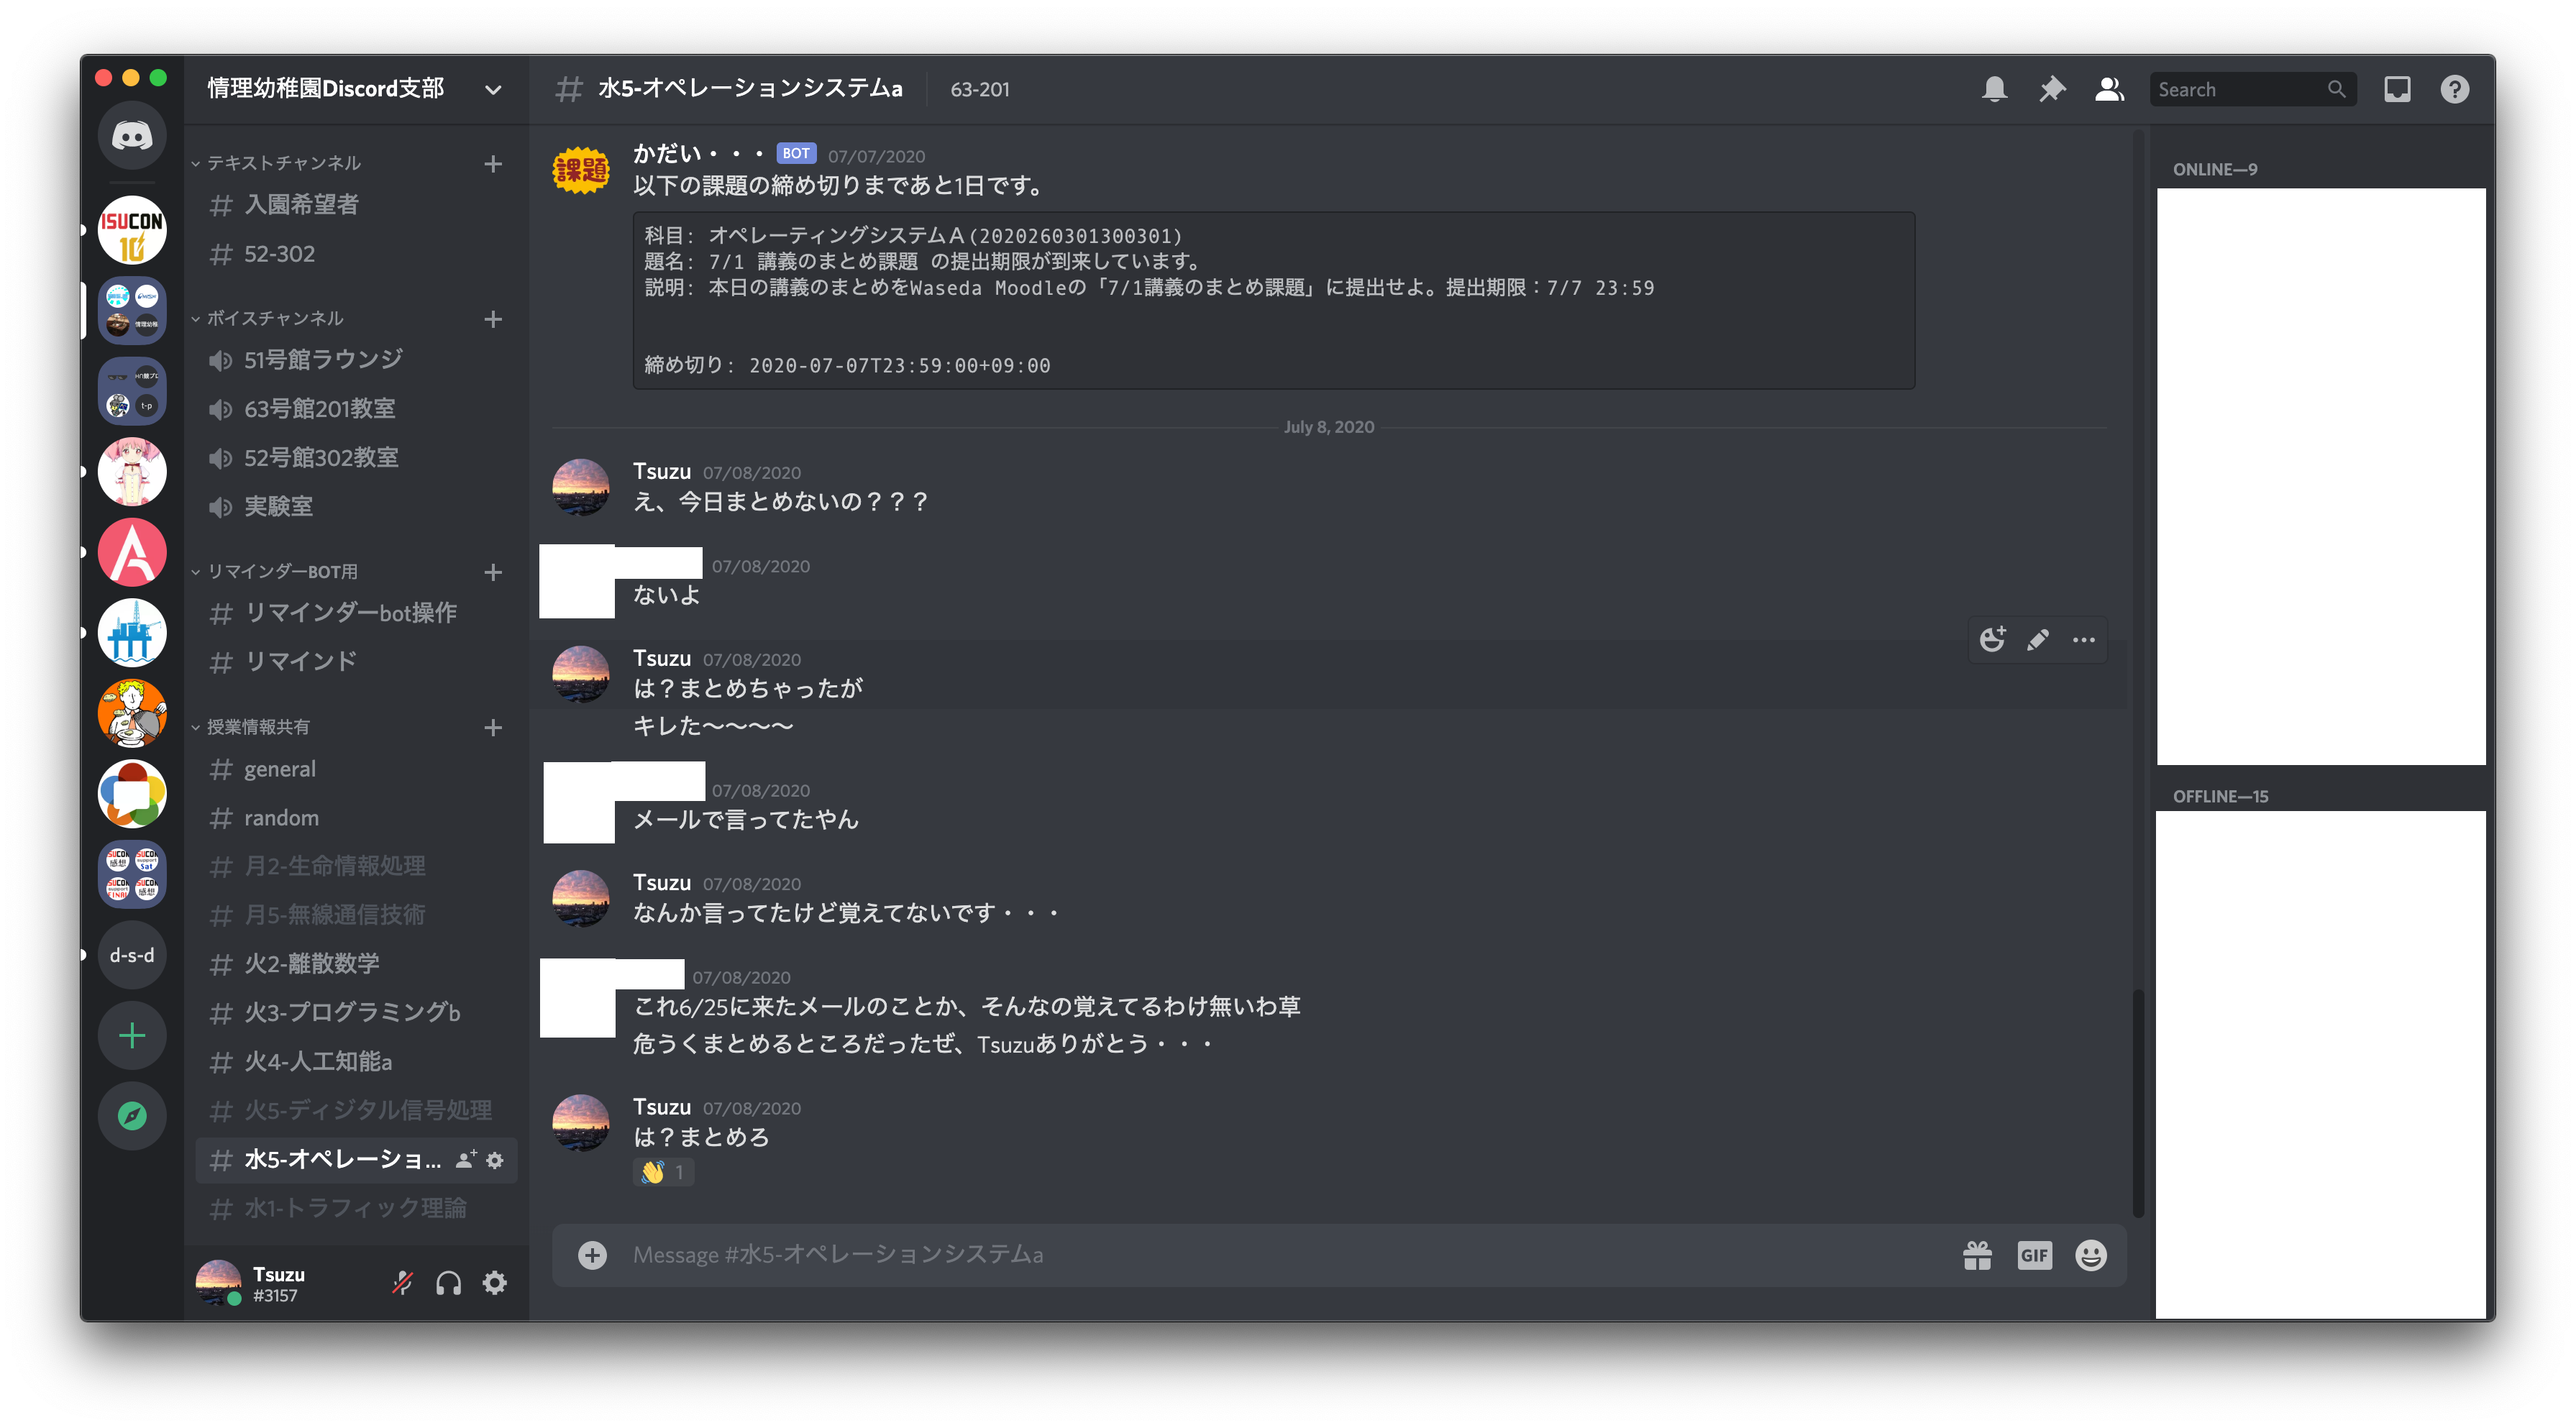 情理幼稚園Discord支部
テキストチャンネル
入園希望者
52-302
ボイスチャンネル
51号館ラウンジ
63号館201教室
52号館302教室
実験室
リマインダーBOT用
リマインダーbot操作
リマインド
授業情報共有
general
random
月2-生命情報処理
月5-無線通信技術
火2-離散数学
火3-プログラミングb
火4-人工知能a
火5-ディジタル信号処理
水5-オペレーショ...
水1-トラフィック理論
Tsuzu
#3157
ISUCON
10
t-p
d-s-d
水5-オペレーションシステムa
63-201
Search
課題
かだい・・・ BOT 07/07/2020
以下の課題の締め切りまであと1日です。
科目: オペレーティングシステムA(2020260301300301)
題名: 7/1 講義のまとめ課題 の提出期限が到来しています。
説明: 本日の講義のまとめをWaseda Moodleの「7/1講義のまとめ課題」に提出せよ。提出期限：7/7 23:59
締め切り: 2020-07-07T23:59:00+09:00
July 8, 2020
Tsuzu 07/08/2020
え、今日まとめないの？？？
07/08/2020
ないよ
Tsuzu 07/08/2020
は？まとめちゃったが
キレた〜〜〜〜
07/08/2020
メールで言ってたやん
Tsuzu 07/08/2020
なんか言ってたけど覚えてないです・・・
07/08/2020
これ6/25に来たメールのことか、そんなの覚えてるわけ無いわ草
危うくまとめるところだったぜ、Tsuzuありがとう・・・
Tsuzu 07/08/2020
は？まとめろ
1
Message #水5-オペレーションシステムa
GIF
ONLINE—9
OFFLINE—15